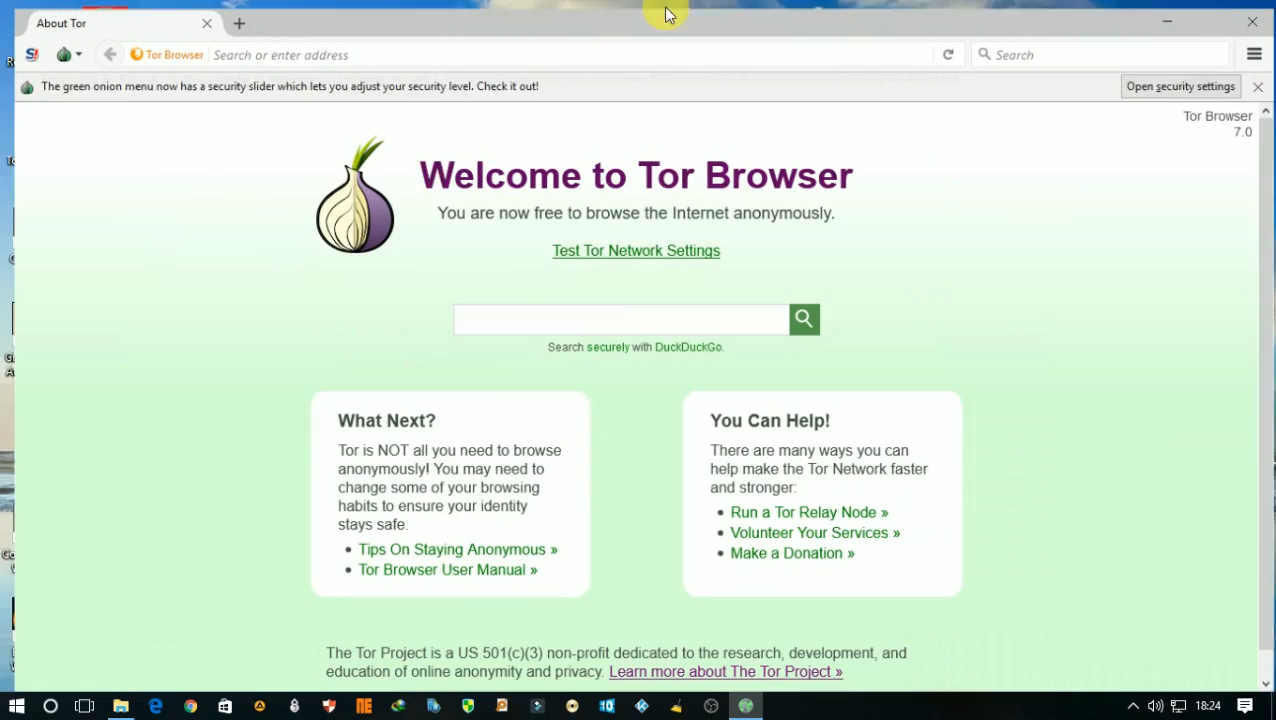 About Tor
Tor Browser
Search or enter address
Search
The green onion menu now has a security slider which lets you adjust your security level. Check it out!
Open security settings
Tor Browser
7.0
Welcome to Tor Browser
You are now free to browse the Internet anonymously.
Test Tor Network Settings
Search securely with DuckDuckGo.
What Next?
Tor is NOT all you need to browse
anonymously! You may need to
change some of your browsing
habits to ensure your identity
stays safe.
Tips On Staying Anonymous »
Tor Browser User Manual »
You Can Help!
There are many ways you can
help make the Tor Network faster
and stronger:
Run a Tor Relay Node »
Volunteer Your Services »
Make a Donation »
The Tor Project is a US 501(c)(3) non-profit dedicated to the research, development, and
education of online anonymity and privacy. Learn more about The Tor Project »
18:24